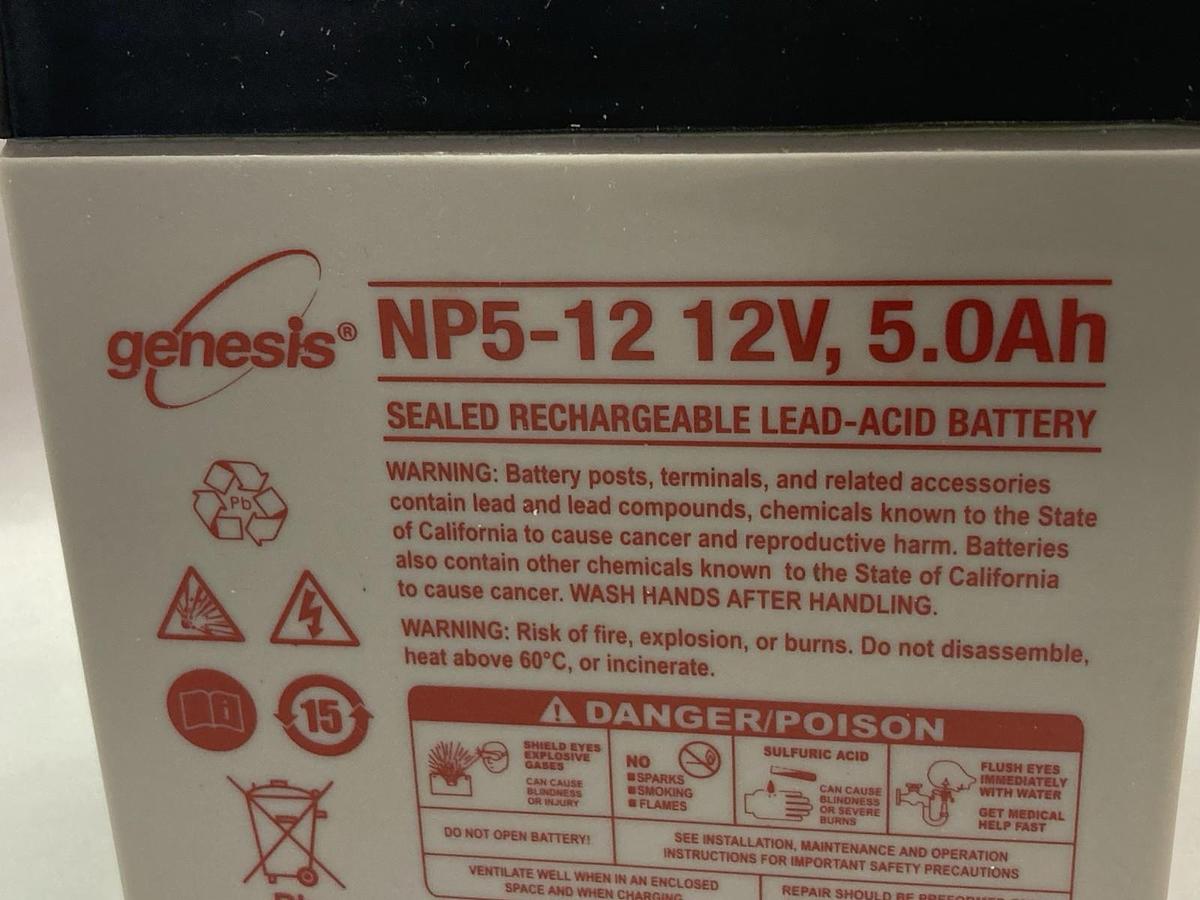 genesis®
NP5-12 12V, 5.0Ah
SEALED RECHARGEABLE LEAD-ACID BATTERY
WARNING: Battery posts, terminals, and related accessories
contain lead and lead compounds, chemicals known to the State
of California to cause cancer and reproductive harm. Batteries
also contain other chemicals known to the State of California
to cause cancer. WASH HANDS AFTER HANDLING.
WARNING: Risk of fire, explosion, or burns. Do not disassemble,
heat above 60°C, or incinerate.
Pb
i
15
DANGER/POISON
SHIELD EYES
EXPLOSIVE
GASES
CAN CAUSE
BLINDNESS
OR INJURY
NO
SPARKS
SMOKING
FLAMES
SULFURIC ACID
CAN CAUSE
BLINDNESS
OR SEVERE
BURNS
FLUSH EYES
IMMEDIATELY
WITH WATER
GET MEDICAL
HELP FAST
DO NOT OPEN BATTERY!
SEE INSTALLATION, MAINTENANCE AND OPERATION
INSTRUCTIONS FOR IMPORTANT SAFETY PRECAUTIONS
VENTILATE WELL WHEN IN AN ENCLOSED
SPACE AND WHEN CHARGING
REPAIR SHOULD BE